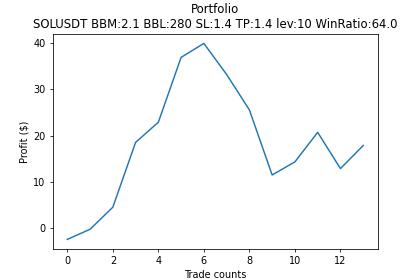 Portfolio
SOLUSDT BBM:2.1 BBL:280 SL:1.4 TP:1.4 lev:10 WinRatio:64.0
40
30
20
10
0
Profit ($)
0 2 4 6 8 10 12
Trade counts